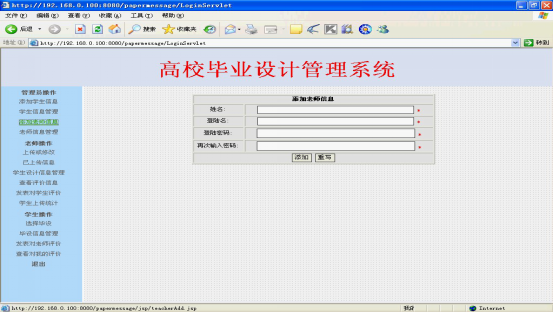 http://192.168.0.100:8080/papermessage/LoginServlet
文件(F) 编辑(E) 查看(V) 收藏(A) 工具(T) 帮助(H)
后退 搜索 收藏夹
地址(D) http://192.168.0.100:8080/papermessage/LoginServlet 转到
高校毕业设计管理系统
管理员操作
添加学生信息
学生信息管理
添加老师信息
老师信息管理
老师操作
上传或修改
已上传信息
学生设计信息管理
查看评价信息
发表对学生评价
学生上传统计
学生操作
选择毕设
毕设信息管理
发表对老师评价
查看对我的评价
退出
添加老师信息
姓名: *
登陆名: *
登陆密码: *
再次输入密码: *
添加 重写
http://192.168.0.100:8080/papermessage/jsp/teacherAdd.jsp Internet